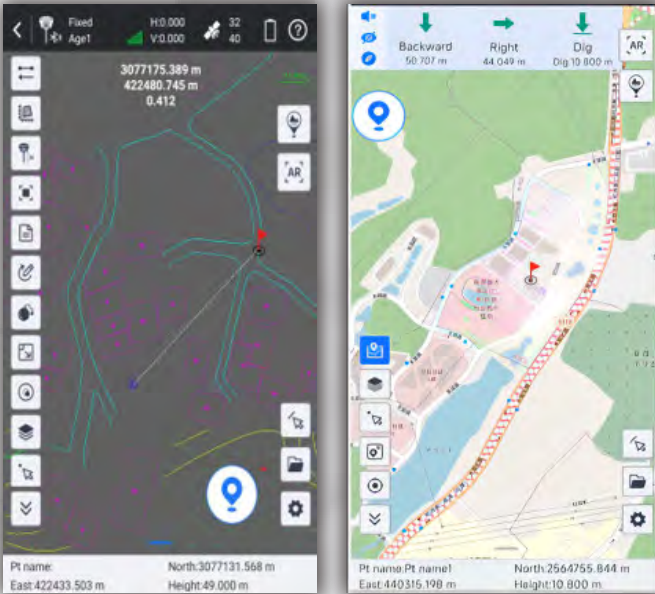 Fixed H:0.000 32
Age1 V:0.000 40
3077175.389 m
422480.745 m
0.412
AR
Pt name: North:3077131.568 m
East:422433.503 m Height:49.000 m
Backward Right Dig
50.707 m 44.049 m Dig:10.800 m
AR
Pt name:Pt name1 North:2564755.844 m
East:440315.198 m Height:10.800 m